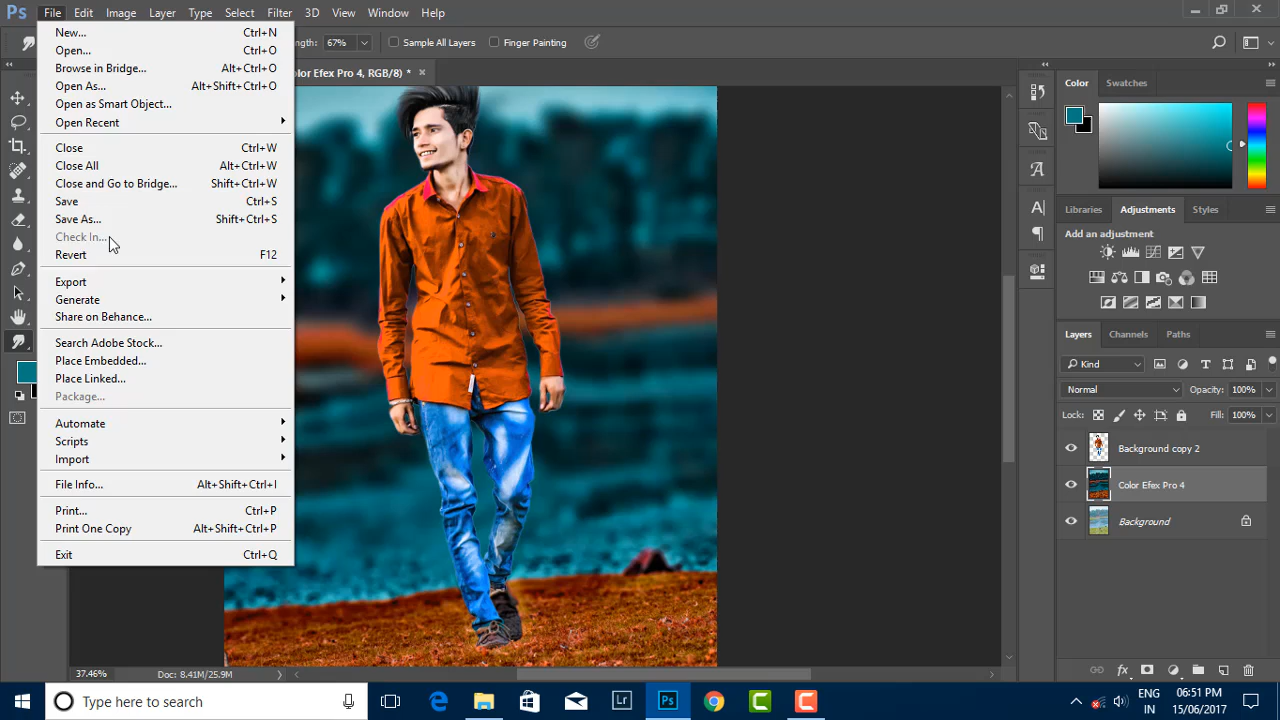 Ps File Edit Image Layer Type Select Filter 3D View Window Help
67% Sample All Layers Finger Painting
Color Efex Pro 4, RGB/8) * ×
New... Ctrl+N
Open... Ctrl+O
Browse in Bridge... Alt+Ctrl+O
Open As... Alt+Shift+Ctrl+O
Open as Smart Object...
Open Recent
Close Ctrl+W
Close All Alt+Ctrl+W
Close and Go to Bridge... Shift+Ctrl+W
Save Ctrl+S
Save As... Shift+Ctrl+S
Check In...
Revert F12
Export
Generate
Share on Behance...
Search Adobe Stock...
Place Embedded...
Place Linked...
Package...
Automate
Scripts
Import
File Info... Alt+Shift+Ctrl+I
Print... Ctrl+P
Print One Copy Alt+Shift+Ctrl+P
Exit Ctrl+Q
Color Swatches
Libraries Adjustments Styles
Add an adjustment
Layers Channels Paths
Kind
Normal Opacity: 100%
Lock: Fill: 100%
Background copy 2
Color Efex Pro 4
Background
fx
37.46% Doc: 8.41M/25.9M
Type here to search
Lr Ps
ENG
IN
06:51 PM
15/06/2017